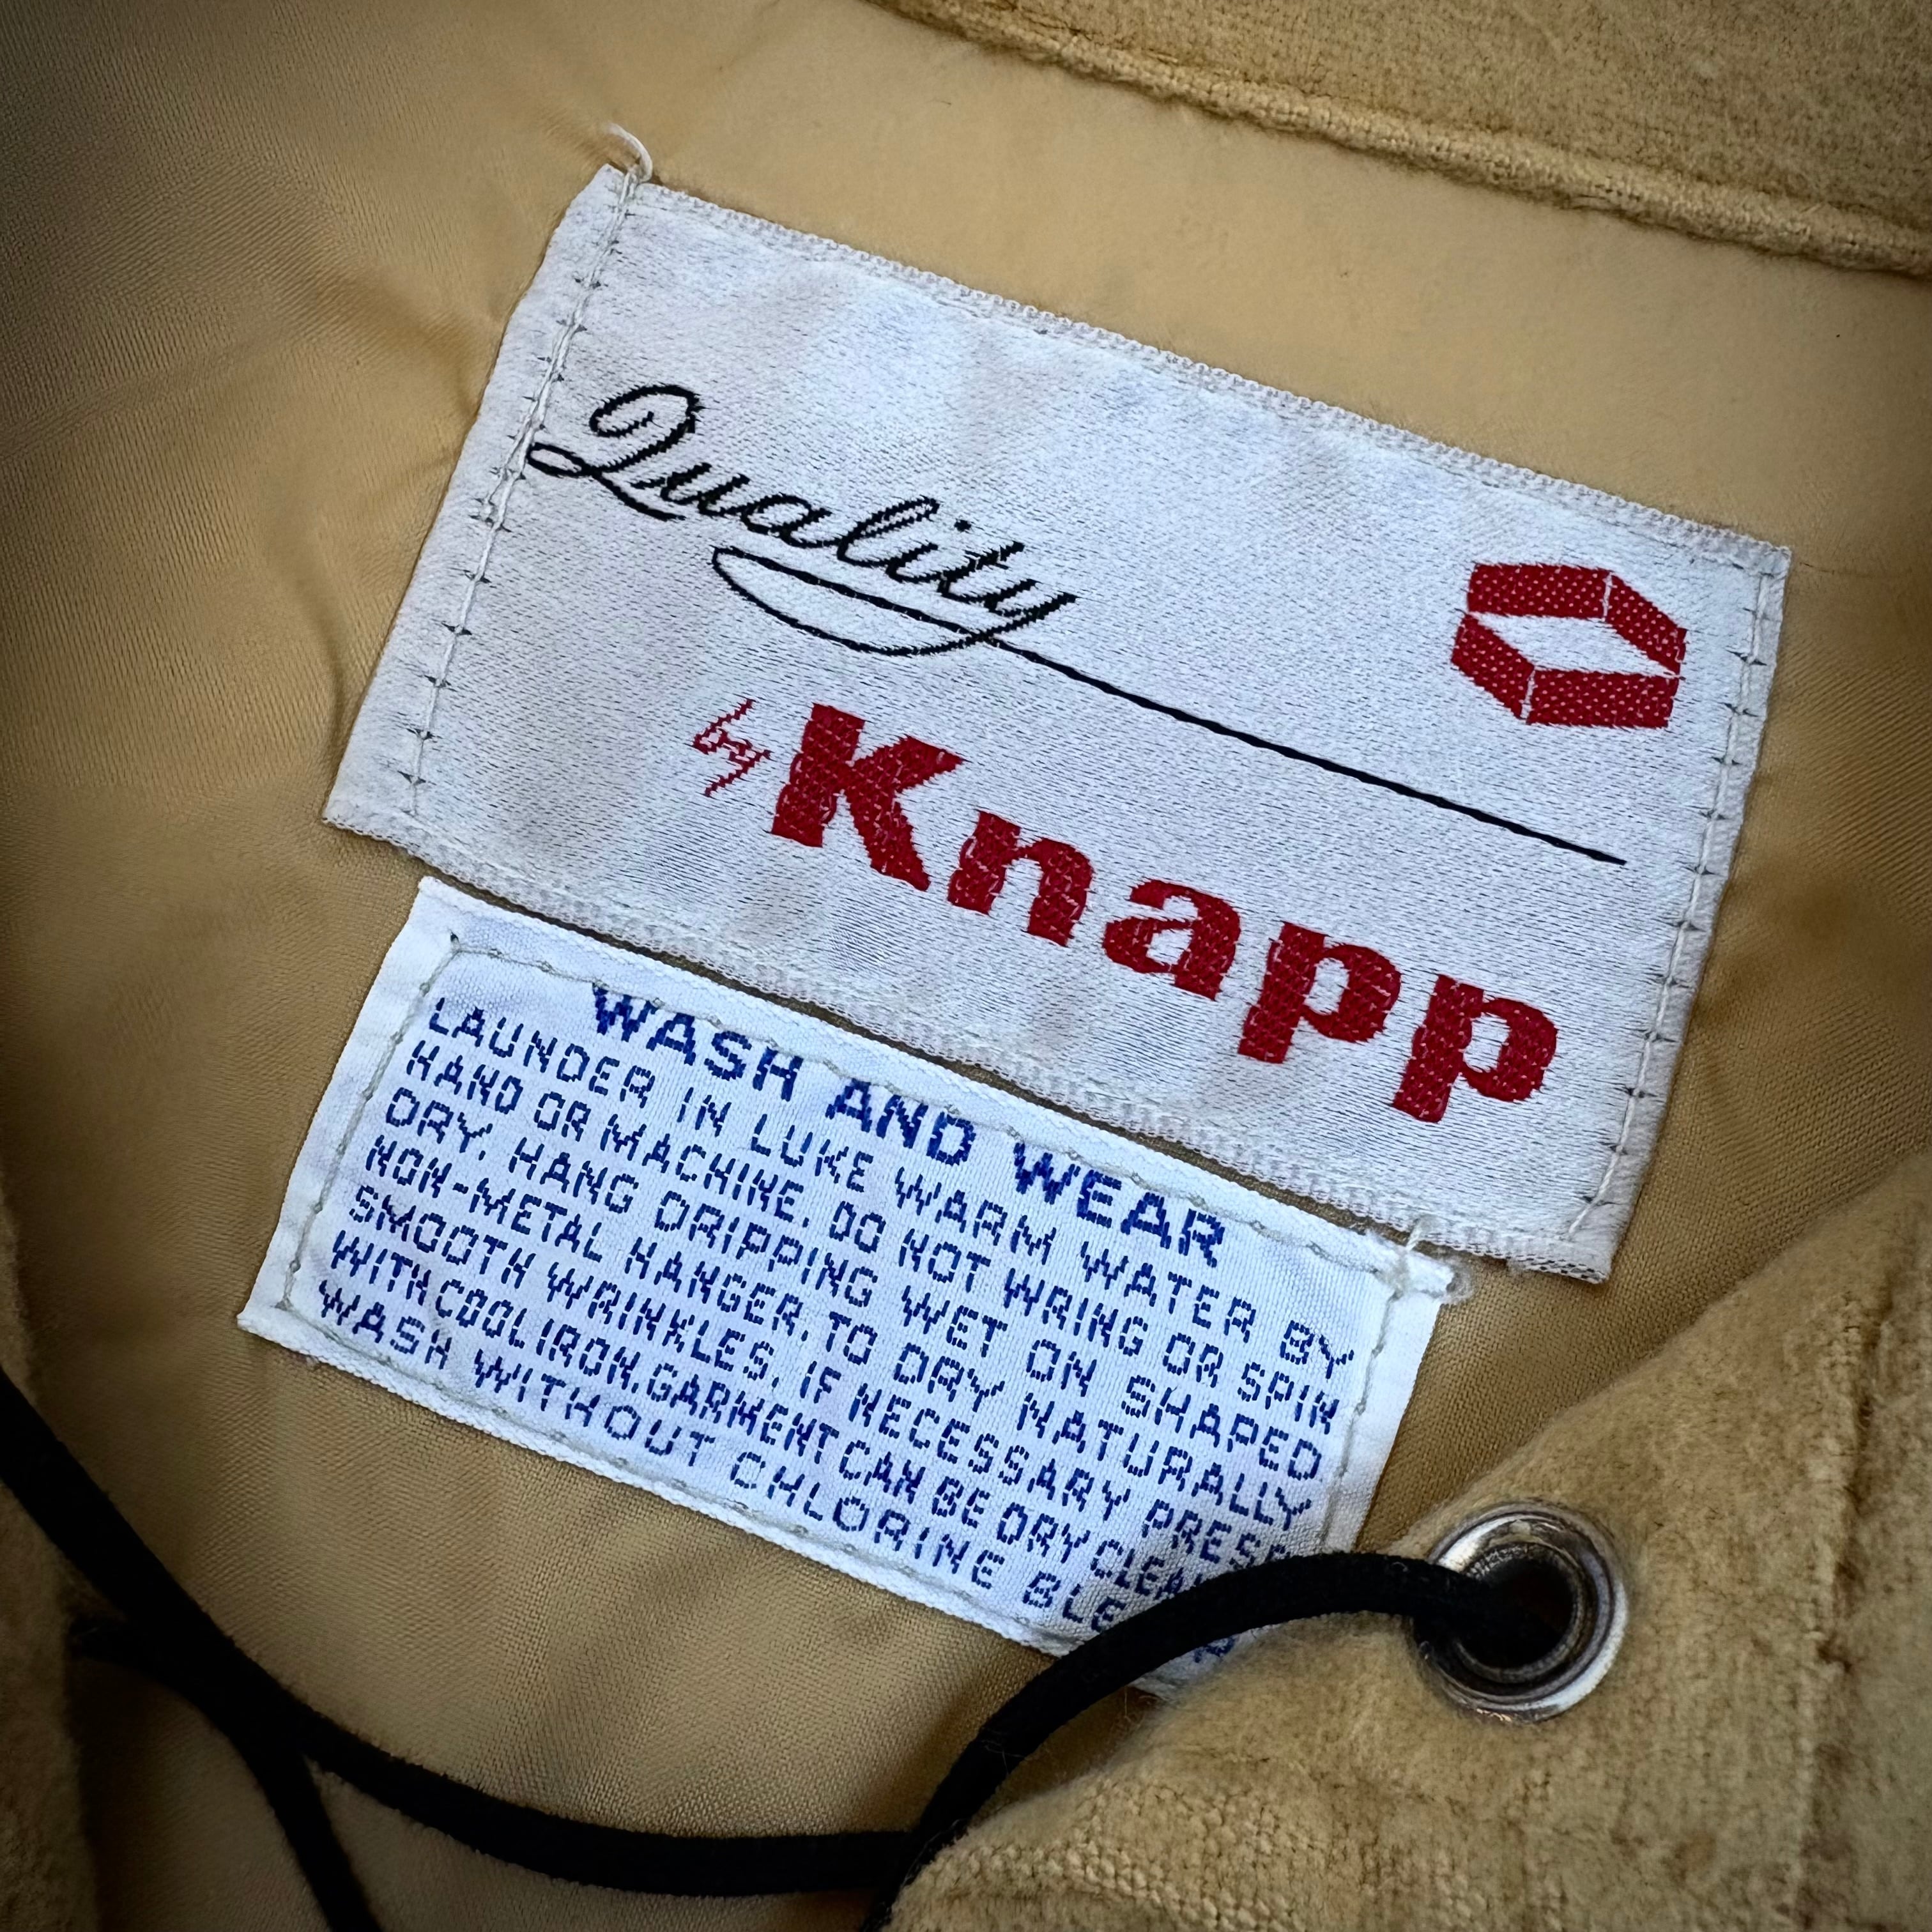 Quality
by Knapp
WASH AND WEAR
LAUNDER IN LUKE WARM WATER BY
HAND OR MACHINE. DO NOT WRING OR SPIN
DRY. HANG DRIPPING WET ON SHAPED
NON-METAL HANGER, TO DRY NATURALLY
SMOOTH WRINKLES. IF NECESSARY PRESS
WITH COOL IRON. GARMENT CAN BE DRY
WASH WITHOUT CHLORINE